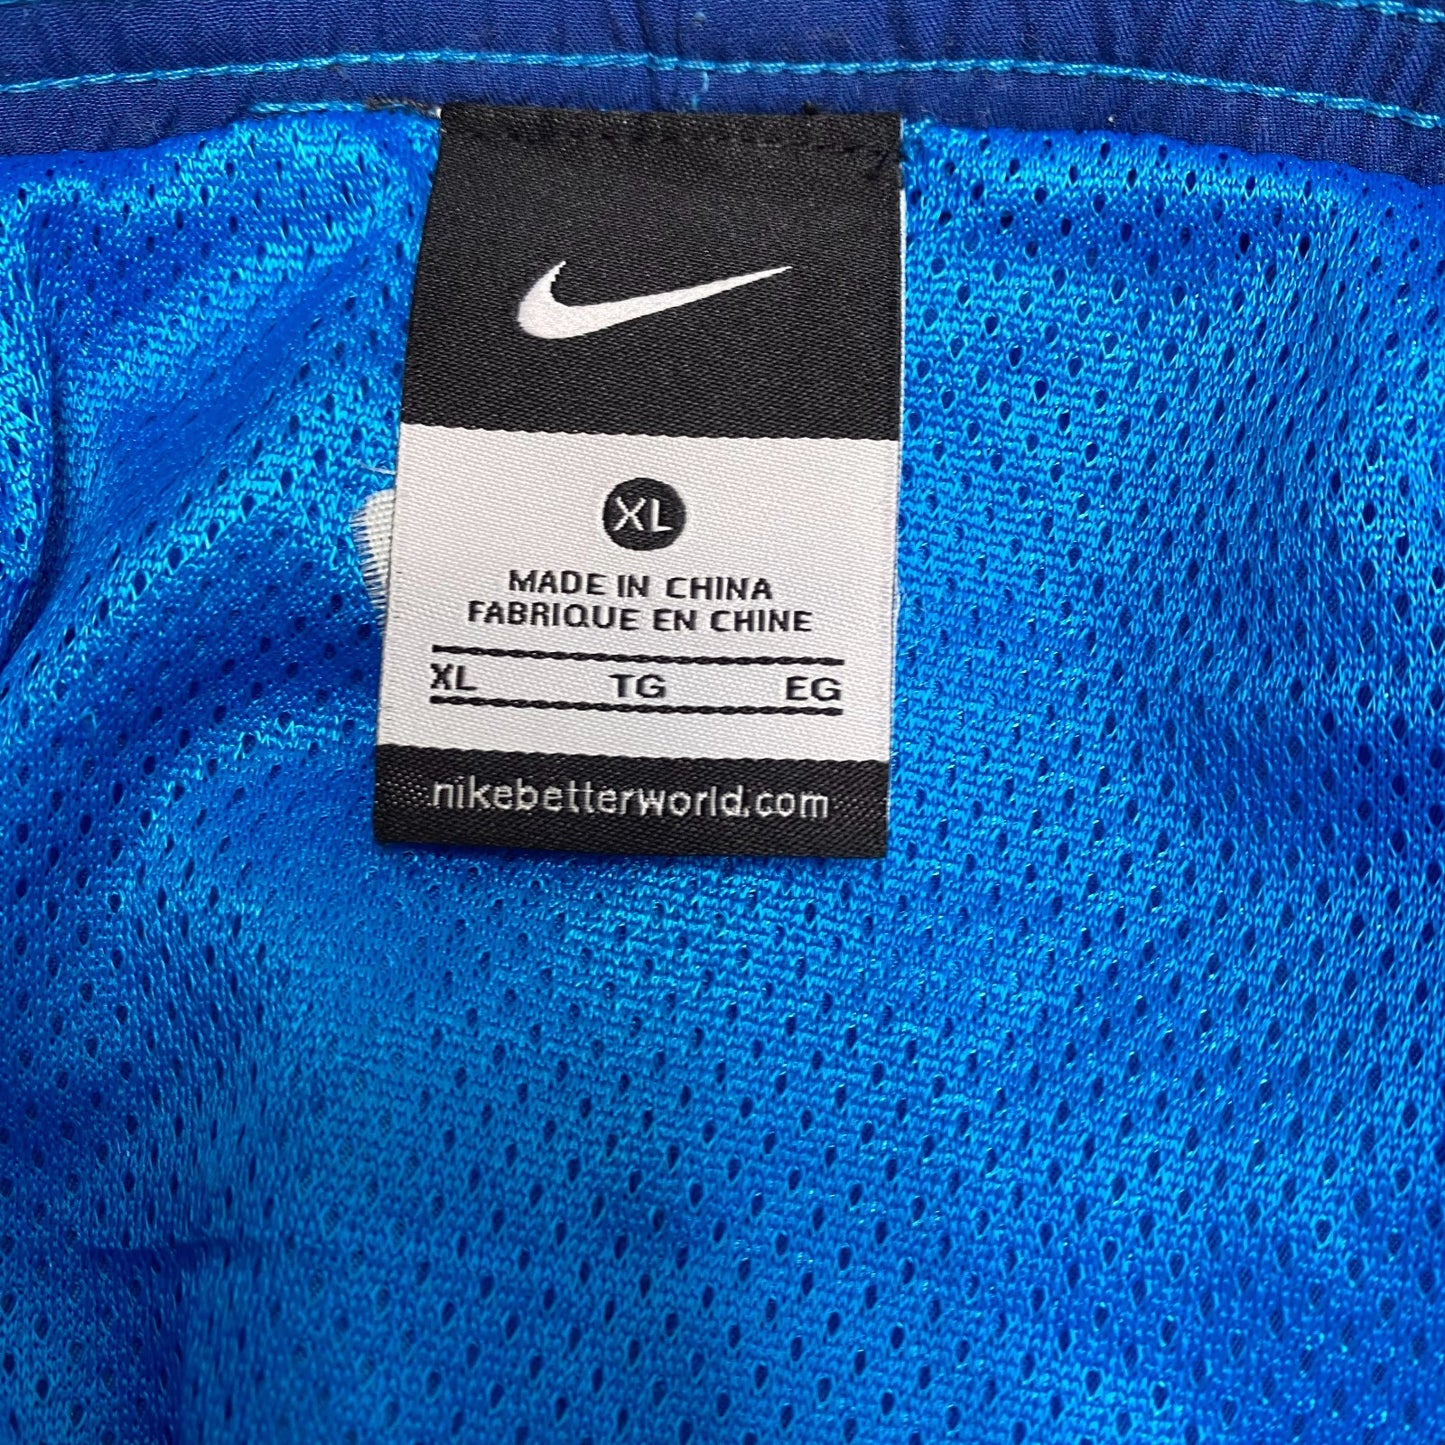 XL
MADE IN CHINA
FABRIQUE EN CHINE
XL TG EG
nikebetterworld.com